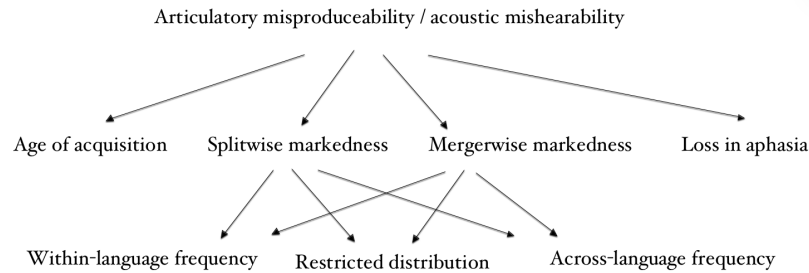 Articulatory misproduceability / acoustic mishearability
Age of acquisition Splitwise markedness Mergerwise markedness Loss in aphasia
Within-language frequency Restricted distribution Across-language frequency